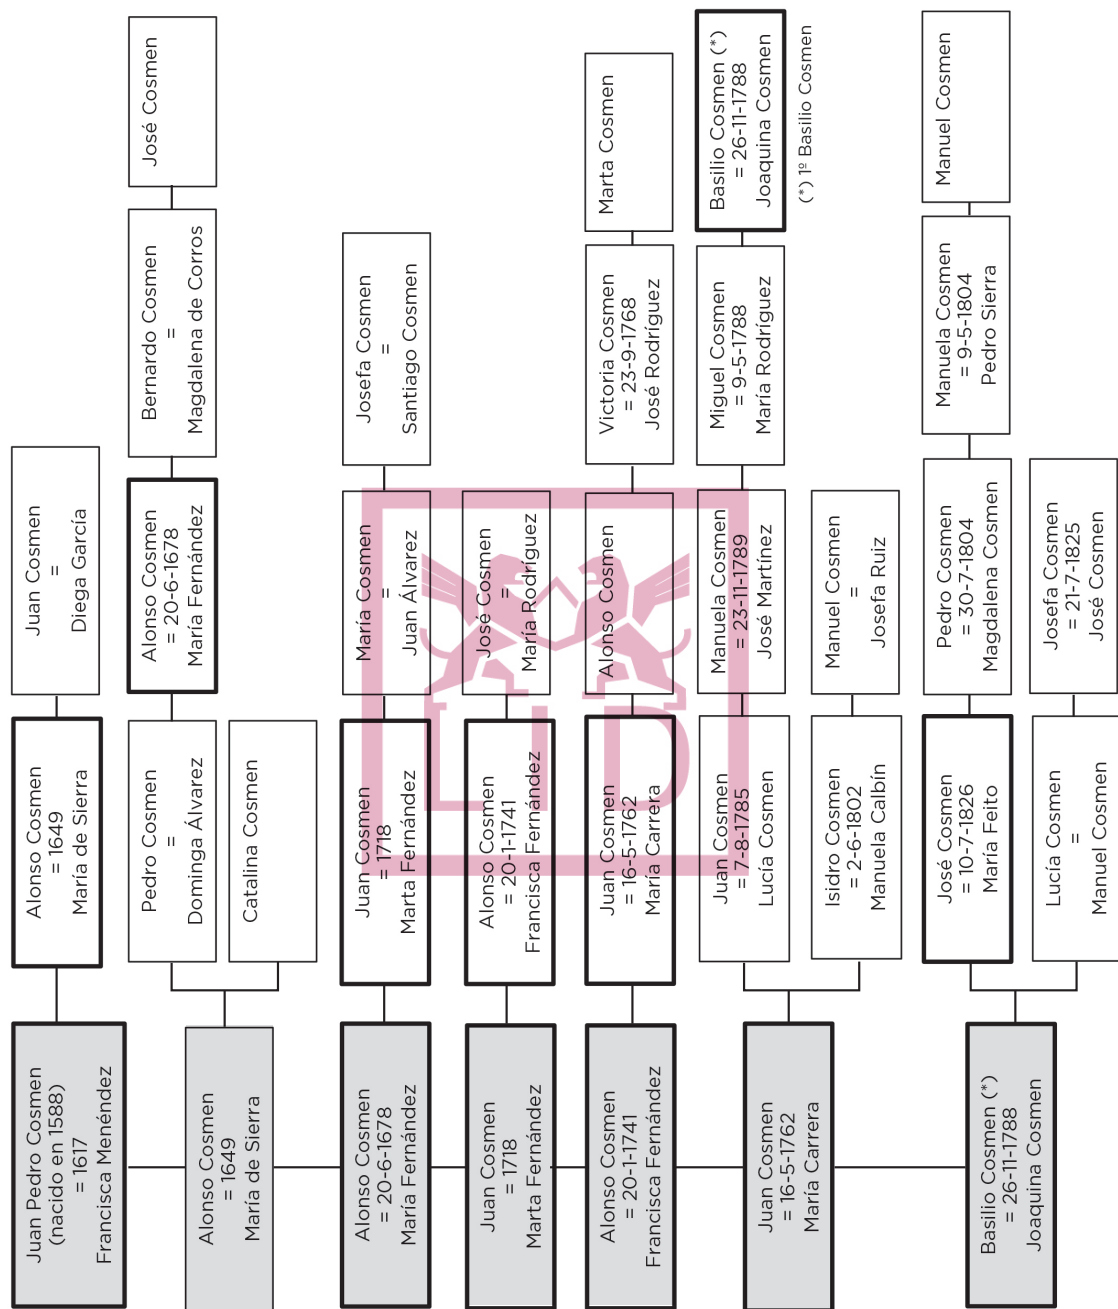 Juan Pedro Cosmen
(nacido en 1588)
= 1617
Francisca Menéndez
Alonso Cosmen
= 1649
María de Sierra
Juan Cosmen
=
Diega García
Alonso Cosmen
= 1649
María de Sierra
Pedro Cosmen
=
Dominga Álvarez
Alonso Cosmen
= 20-6-1678
María Fernández
Bernardo Cosmen
=
Magdalena de Corros
José Cosmen
Catalina Cosmen
Alonso Cosmen
= 20-6-1678
María Fernández
Juan Cosmen
= 1718
Marta Fernández
María Cosmen
=
Juan Álvarez
Josefa Cosmen
=
Santiago Cosmen
Juan Cosmen
= 1718
Marta Fernández
Alonso Cosmen
= 20-1-1741
Francisca Fernández
José Cosmen
=
María Rodríguez
Alonso Cosmen
= 20-1-1741
Francisca Fernández
Juan Cosmen
= 16-5-1762
María Carrera
Alonso Cosmen
Victoria Cosmen
= 23-9-1768
José Rodríguez
Marta Cosmen
Juan Cosmen
= 16-5-1762
María Carrera
Juan Cosmen
= 7-8-1785
Lucía Cosmen
Manuela Cosmen
= 23-11-1789
José Martínez
Miguel Cosmen
= 9-5-1788
María Rodríguez
Basilio Cosmen (*)
= 26-11-1788
Joaquina Cosmen
(*) 1º Basilio Cosmen
Isidro Cosmen
= 2-6-1802
Manuela Calbín
Manuel Cosmen
=
Josefa Ruiz
Basilio Cosmen (*)
= 26-11-1788
Joaquina Cosmen
José Cosmen
= 10-7-1826
María Feito
Pedro Cosmen
= 30-7-1804
Magdalena Cosmen
Manuela Cosmen
= 9-5-1804
Pedro Sierra
Manuel Cosmen
Lucía Cosmen
=
Manuel Cosmen
Josefa Cosmen
= 21-7-1825
José Cosmen
LID